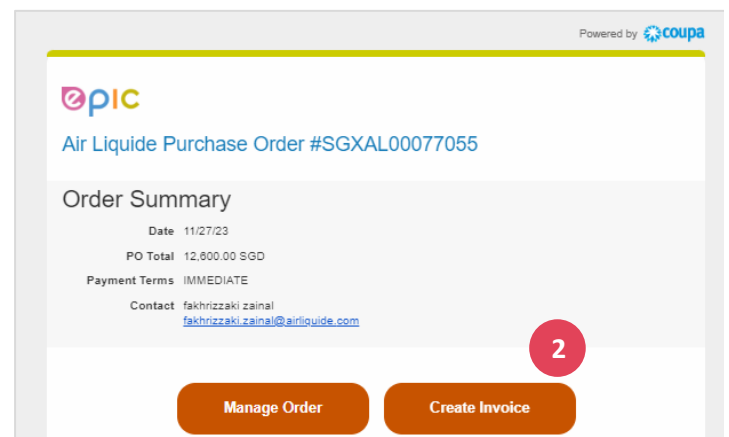 Powered by coupa
epic
Air Liquide Purchase Order #SGXAL00077055
Order Summary
Date 11/27/23
PO Total 12,600.00 SGD
Payment Terms IMMEDIATE
Contact fakhrizzaki zainal
fakhrizzaki.zainal@airliquide.com
2
Manage Order Create Invoice